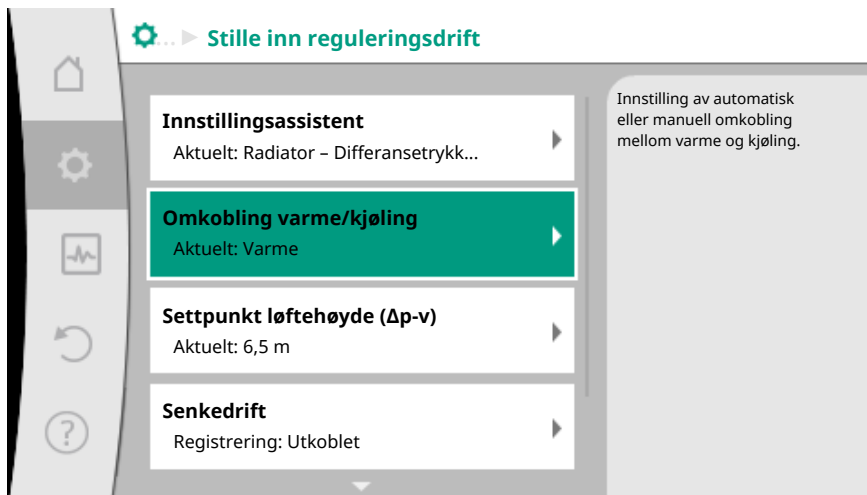 ... Stille inn reguleringsdrift
Innstillingsassistent
Aktuelt: Radiator – Differansetrykk...
Omkobling varme/kjøling
Aktuelt: Varme
Settpunkt løftehøyde (Δp-v)
Aktuelt: 6,5 m
Senkedrift
Registrering: Utkoblet
Innstilling av automatisk
eller manuell omkobling
mellom varme og kjøling.
?